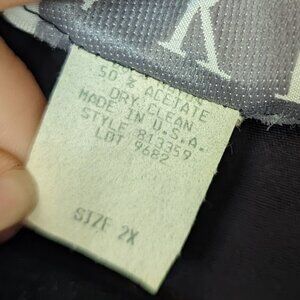 50 % ACETATE
DRY CLEAN
MADE IN U.S.A.
STYLE 813359
LOT 9682
SIZE 2X